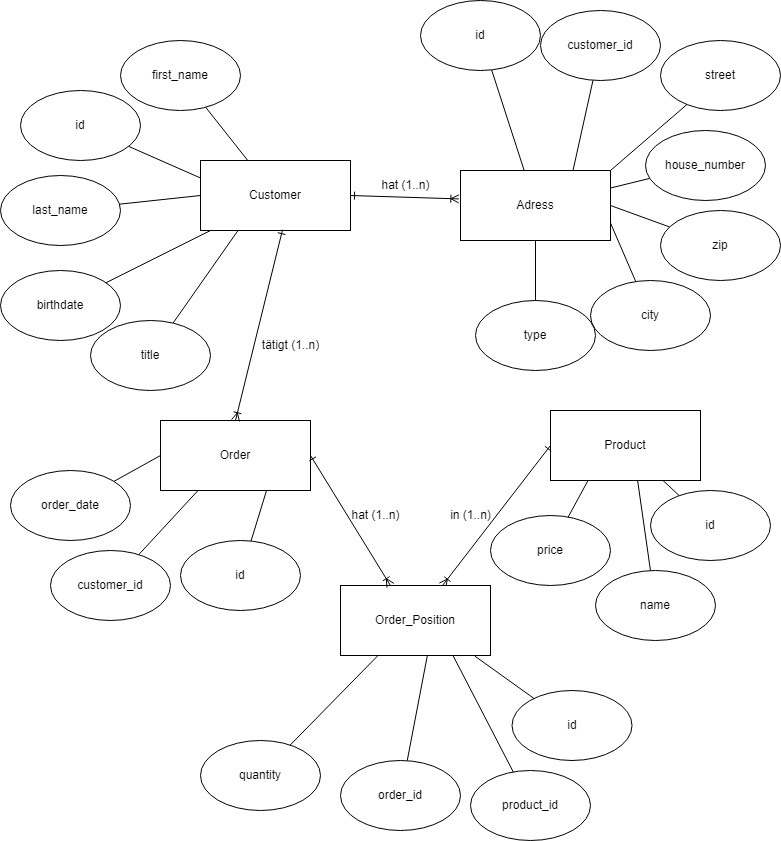 id
customer_id
first_name
street
id
house_number
hat (1..n)
Customer
Adress
last_name
zip
birthdate
city
type
tätigt (1..n)
title
Order
Product
order_date
hat (1..n)
in (1..n)
id
price
customer_id
id
name
Order_Position
id
quantity
order_id
product_id